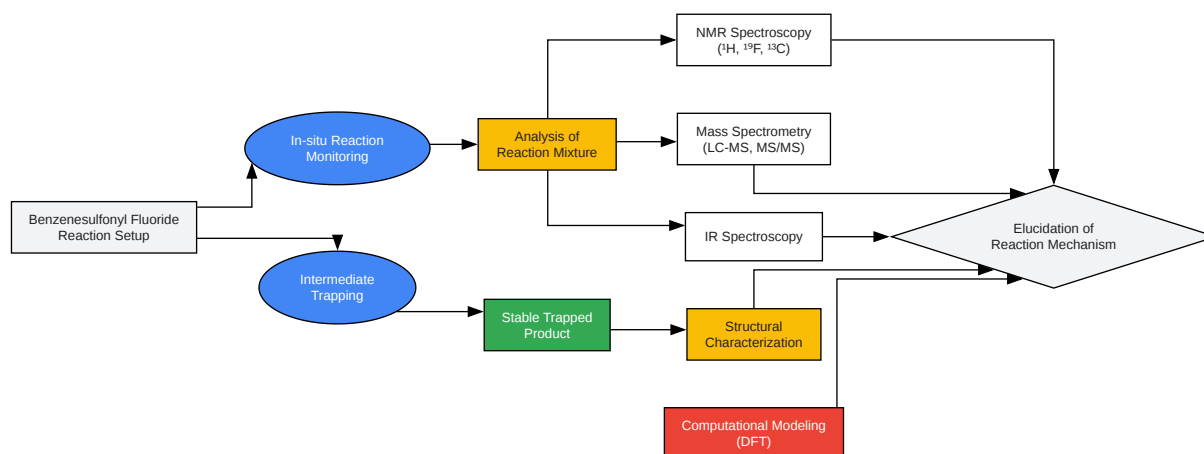 NMR Spectroscopy
(¹H, ¹⁹F, ¹³C)
In-situ Reaction
Monitoring
Analysis of
Reaction Mixture
Mass Spectrometry
(LC-MS, MS/MS)
Benzenesulfonyl Fluoride
Reaction Setup
IR Spectroscopy
Elucidation of
Reaction Mechanism
Intermediate
Trapping
Stable Trapped
Product
Structural
Characterization
Computational Modeling
(DFT)